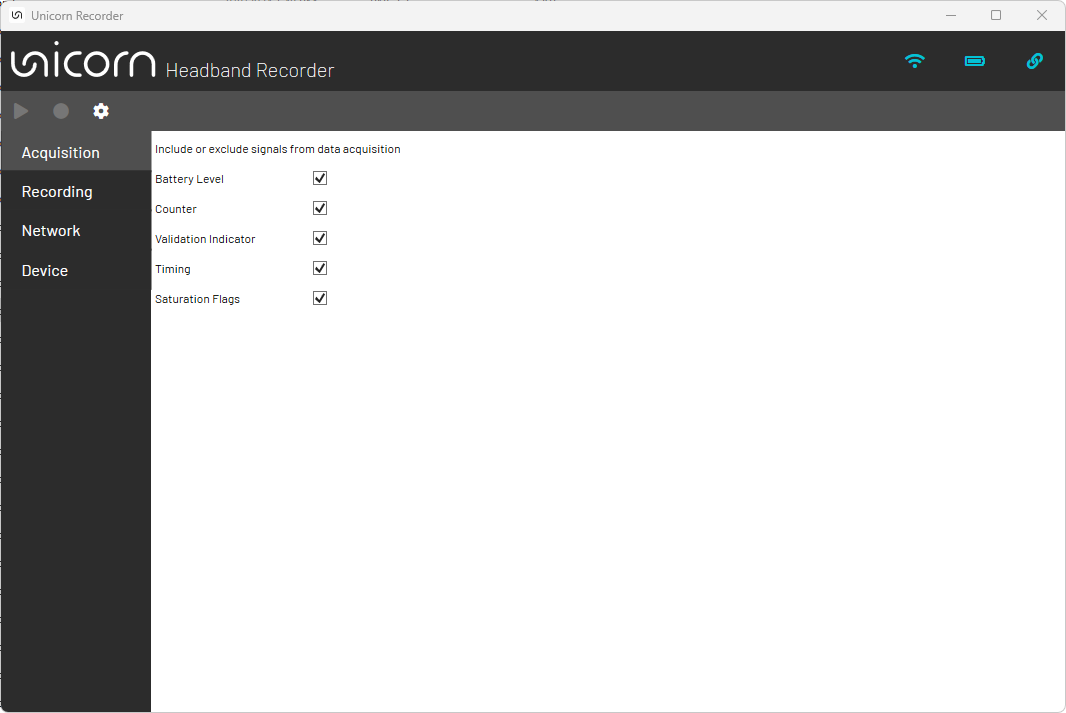 Unicorn Recorder
unicorn Headband Recorder
Acquisition
Recording
Network
Device
Include or exclude signals from data acquisition
Battery Level
Counter
Validation Indicator
Timing
Saturation Flags